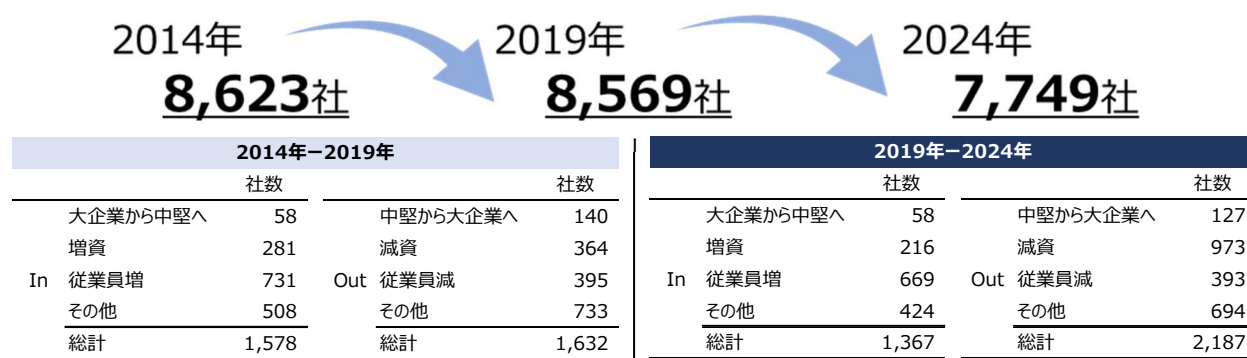 2014年 2019年 2024年
8,623社 8,569社 7,749社
2014年ー2019年
社数 社数
大企業から中堅へ 58 中堅から大企業へ 140
増資 281 減資 364
In 従業員増 731 Out 従業員減 395
その他 508 その他 733
総計 1,578 総計 1,632
2019年ー2024年
社数 社数
大企業から中堅へ 58 中堅から大企業へ 127
増資 216 減資 973
In 従業員増 669 Out 従業員減 393
その他 424 その他 694
総計 1,367 総計 2,187